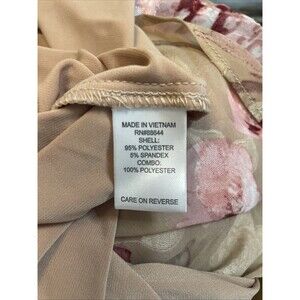 MADE IN VIETNAM
RN#88644
SHELL:
95% POLYESTER
5% SPANDEX
COMBO:
100% POLYESTER
CARE ON REVERSE